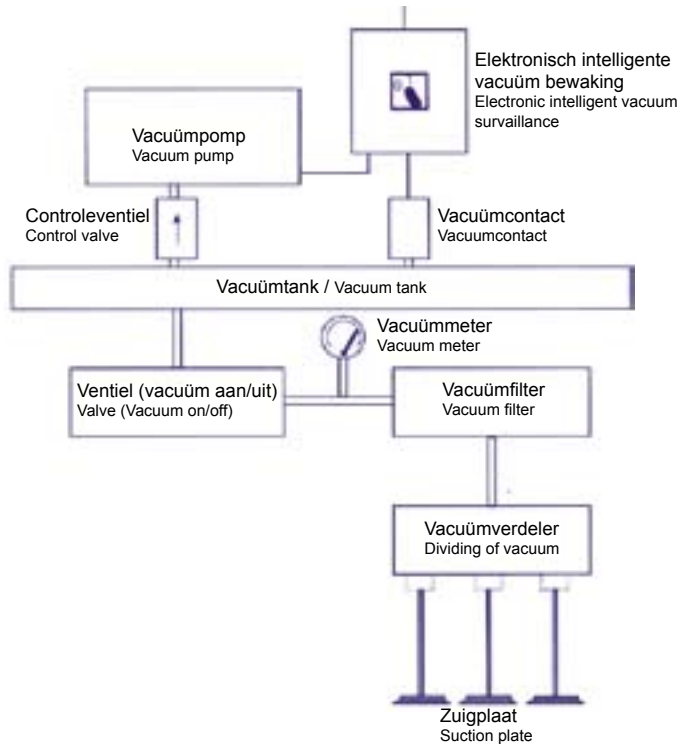 Elektronisch intelligente
vacuüm bewaking
Electronic intelligent vacuum
survaillance
Vacuümpomp
Vacuum pump
Controleventiel
Control valve
Vacuümcontact
Vacuumcontact
Vacuümtank / Vacuum tank
Vacuümmeter
Vacuum meter
Ventiel (vacuüm aan/uit)
Valve (Vacuum on/off)
Vacuümfilter
Vacuum filter
Vacuümverdeler
Dividing of vacuum
Zuigplaat
Suction plate